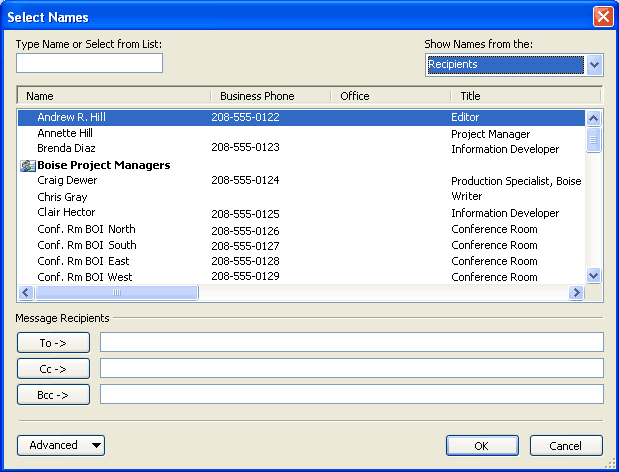 Select Names
Type Name or Select from List: Show Names from the:
Recipients
Name Business Phone Office Title
Andrew R. Hill 208-555-0122 Editor
Annette Hill Project Manager
Brenda Diaz 208-555-0123 Information Developer
Boise Project Managers
Craig Dewer 208-555-0124 Production Specialist, Boise
Chris Gray Writer
Clair Hector 208-555-0125 Information Developer
Conf. Rm BOI North 208-555-0126 Conference Room
Conf. Rm BOI South 208-555-0127 Conference Room
Conf. Rm BOI East 208-555-0128 Conference Room
Conf. Rm BOI West 208-555-0129 Conference Room
Message Recipients
To ->
Cc ->
Bcc ->
Advanced OK Cancel